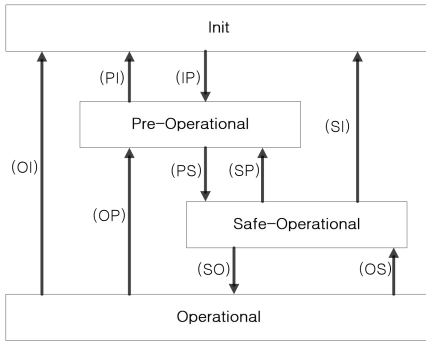 Init
(PI)
(IP)
Pre-Operational
(SI)
(OI)
(PS)
(SP)
(OP)
Safe-Operational
(SO)
(OS)
Operational